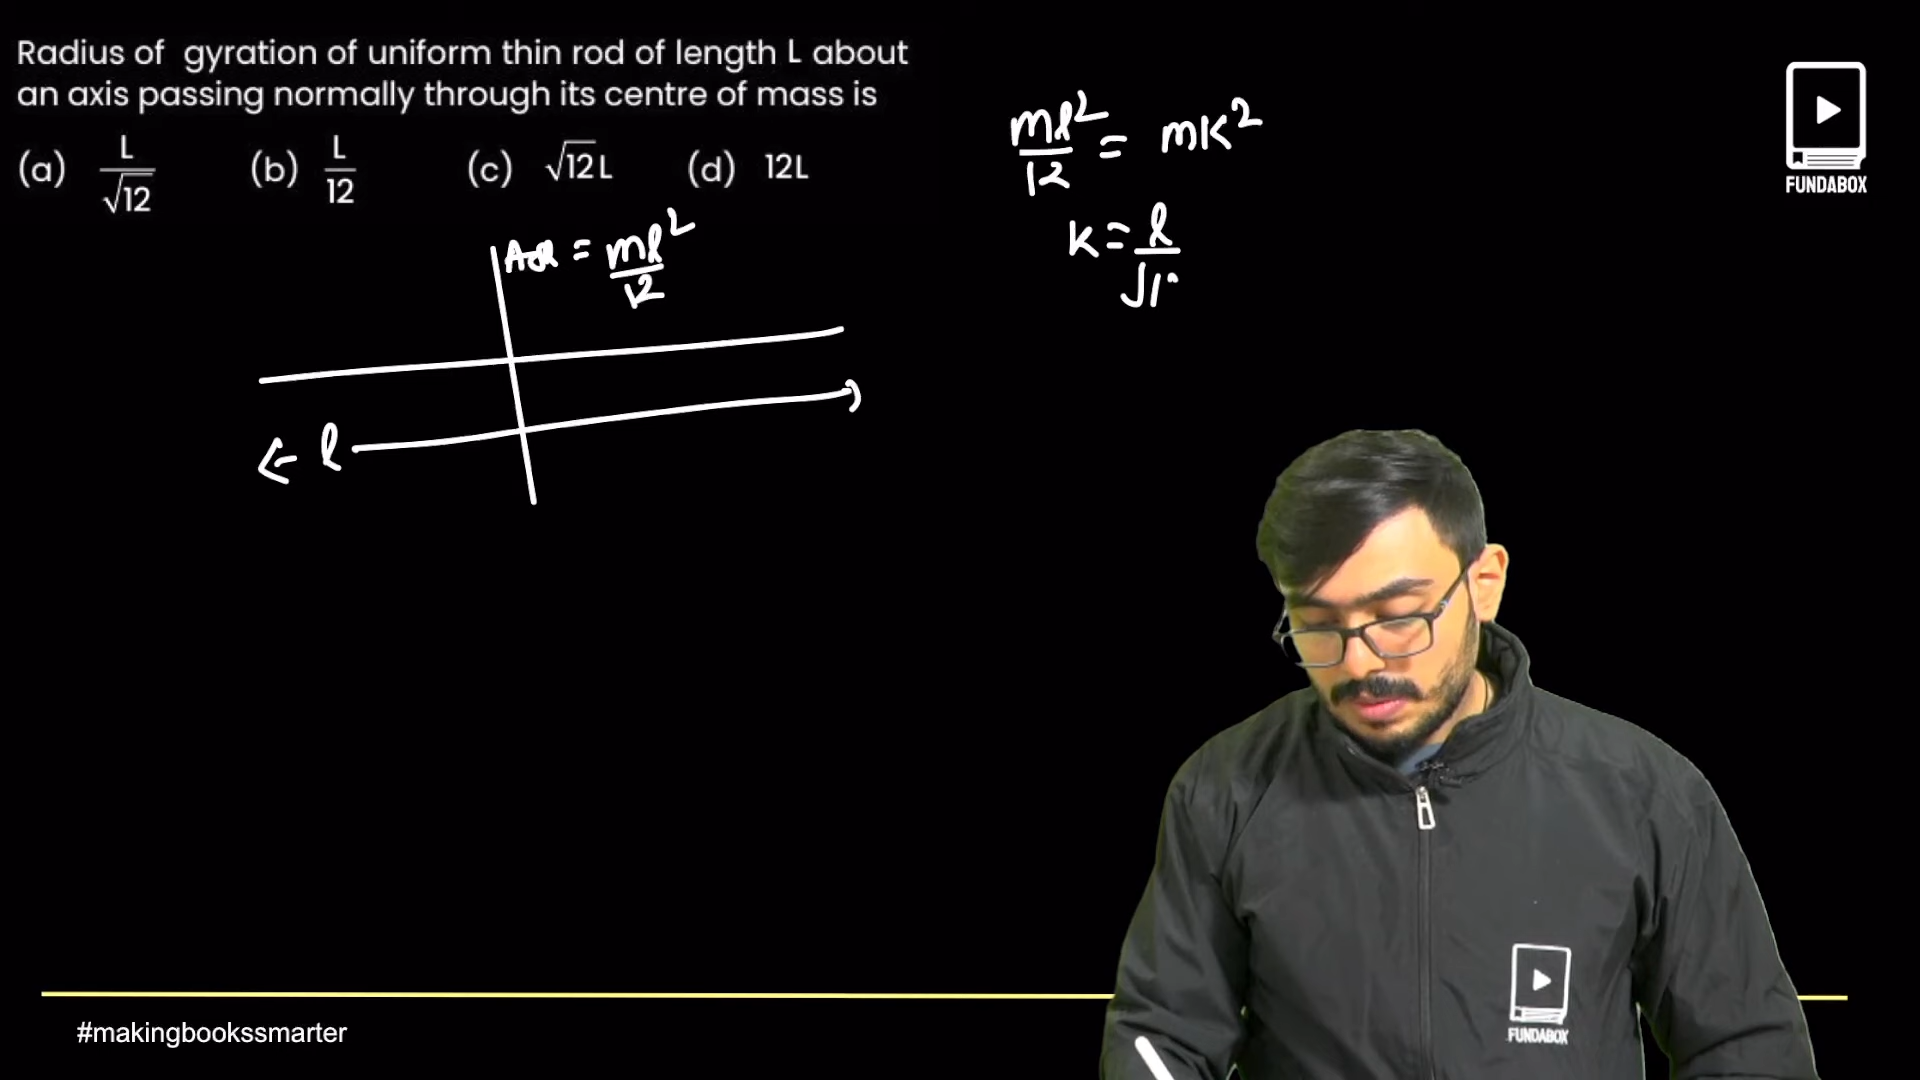 Radius of gyration of uniform thin rod of length L about
an axis passing normally through its centre of mass is
(a) L/√12 (b) L/12 (c) √12 L (d) 12L
= ml²/12
l
ml²/12 = mK²
K = l/√1
FUNDABOX
FUNDABOX
#makingbookssmarter